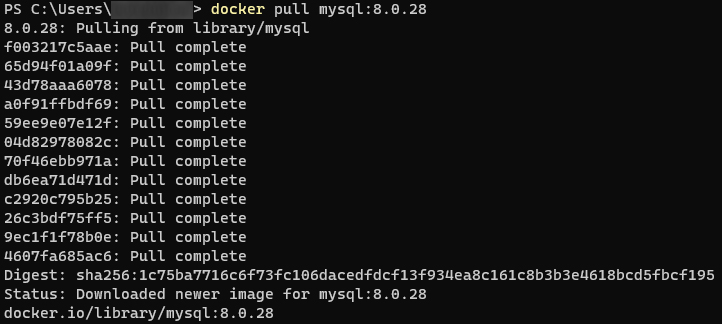 PS C:\Users\> docker pull mysql:8.0.28
8.0.28: Pulling from library/mysql
f003217c5aae: Pull complete
65d94f01a09f: Pull complete
43d78aaa6078: Pull complete
a0f91ffbdf69: Pull complete
59ee9e07e12f: Pull complete
04d82978082c: Pull complete
70f46ebb971a: Pull complete
db6ea71d471d: Pull complete
c2920c795b25: Pull complete
26c3bdf75ff5: Pull complete
9ec1f1f78b0e: Pull complete
4607fa685ac6: Pull complete
Digest: sha256:1c75ba7716c6f73fc106dacedfdcf13f934ea8c161c8b3b3e4618bcd5fbcf195
Status: Downloaded newer image for mysql:8.0.28
docker.io/library/mysql:8.0.28